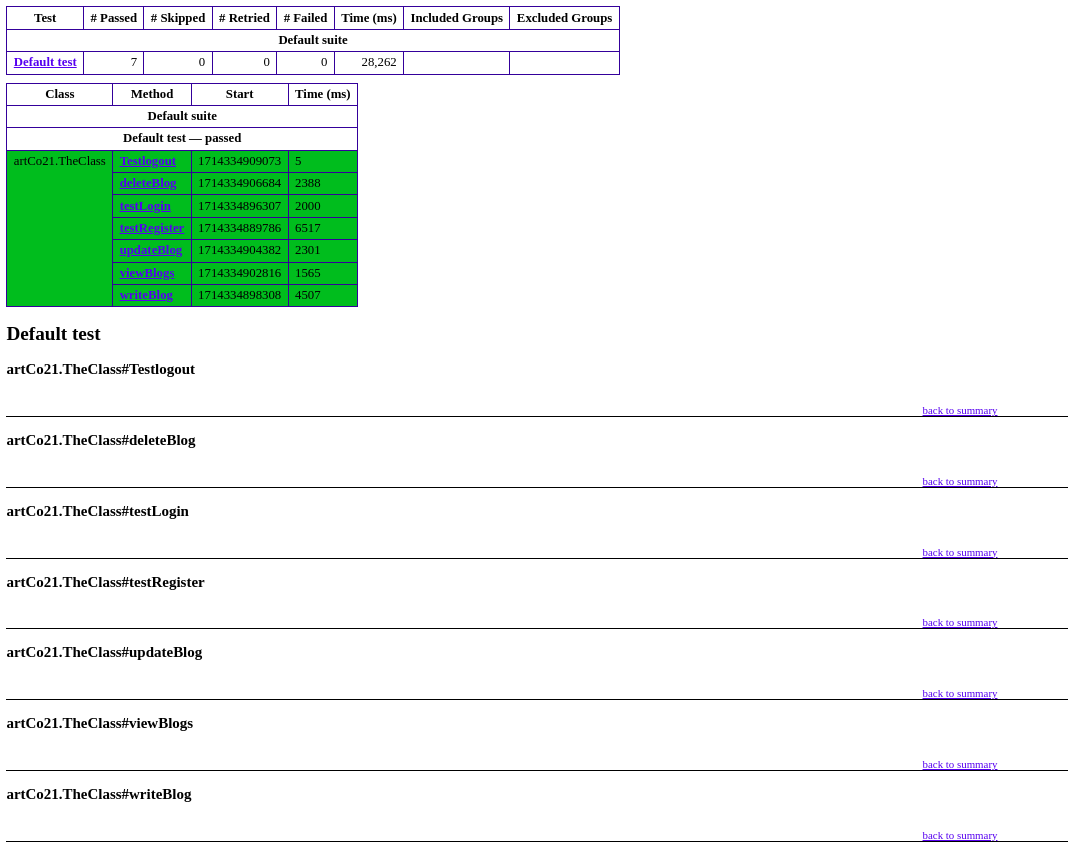 Test # Passed # Skipped # Retried # Failed Time (ms) Included Groups Excluded Groups
Default suite
Default test 7 0 0 0 28,262
Class Method Start Time (ms)
Default suite
Default test — passed
artCo21.TheClass Testlogout 1714334909073 5
deleteBlog 1714334906684 2388
testLogin 1714334896307 2000
testRegister 1714334889786 6517
updateBlog 1714334904382 2301
viewBlogs 1714334902816 1565
writeBlog 1714334898308 4507
Default test
artCo21.TheClass#Testlogout
back to summary
artCo21.TheClass#deleteBlog
back to summary
artCo21.TheClass#testLogin
back to summary
artCo21.TheClass#testRegister
back to summary
artCo21.TheClass#updateBlog
back to summary
artCo21.TheClass#viewBlogs
back to summary
artCo21.TheClass#writeBlog
back to summary